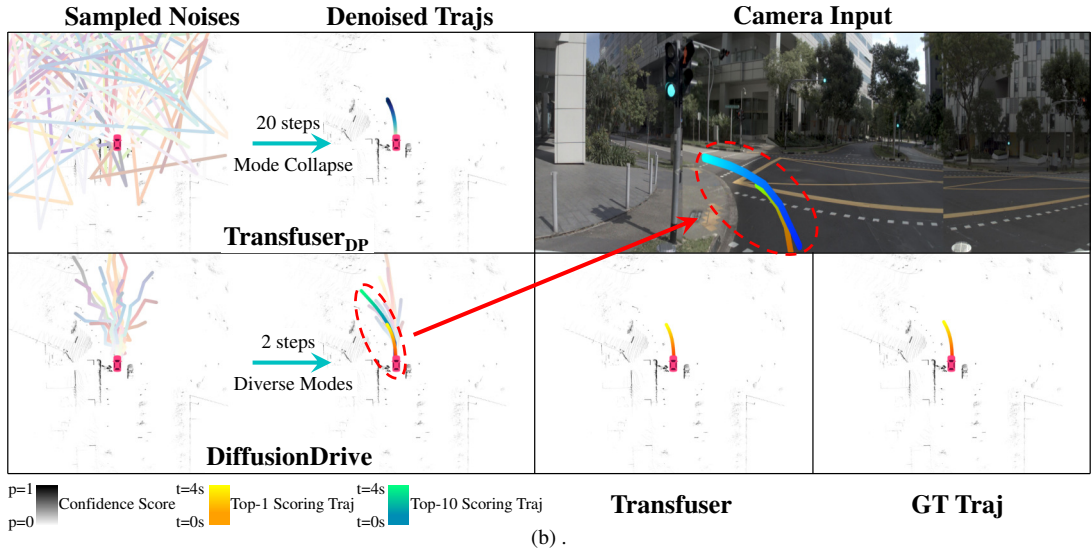 Sampled Noises
Denoised Trajs
Camera Input
20 steps
Mode Collapse
Transfuser_DP
2 steps
Diverse Modes
DiffusionDrive
p=1
p=0
Confidence Score
t=4s
t=0s
Top-1 Scoring Traj
t=4s
t=0s
Top-10 Scoring Traj
Transfuser
GT Traj
(b) .